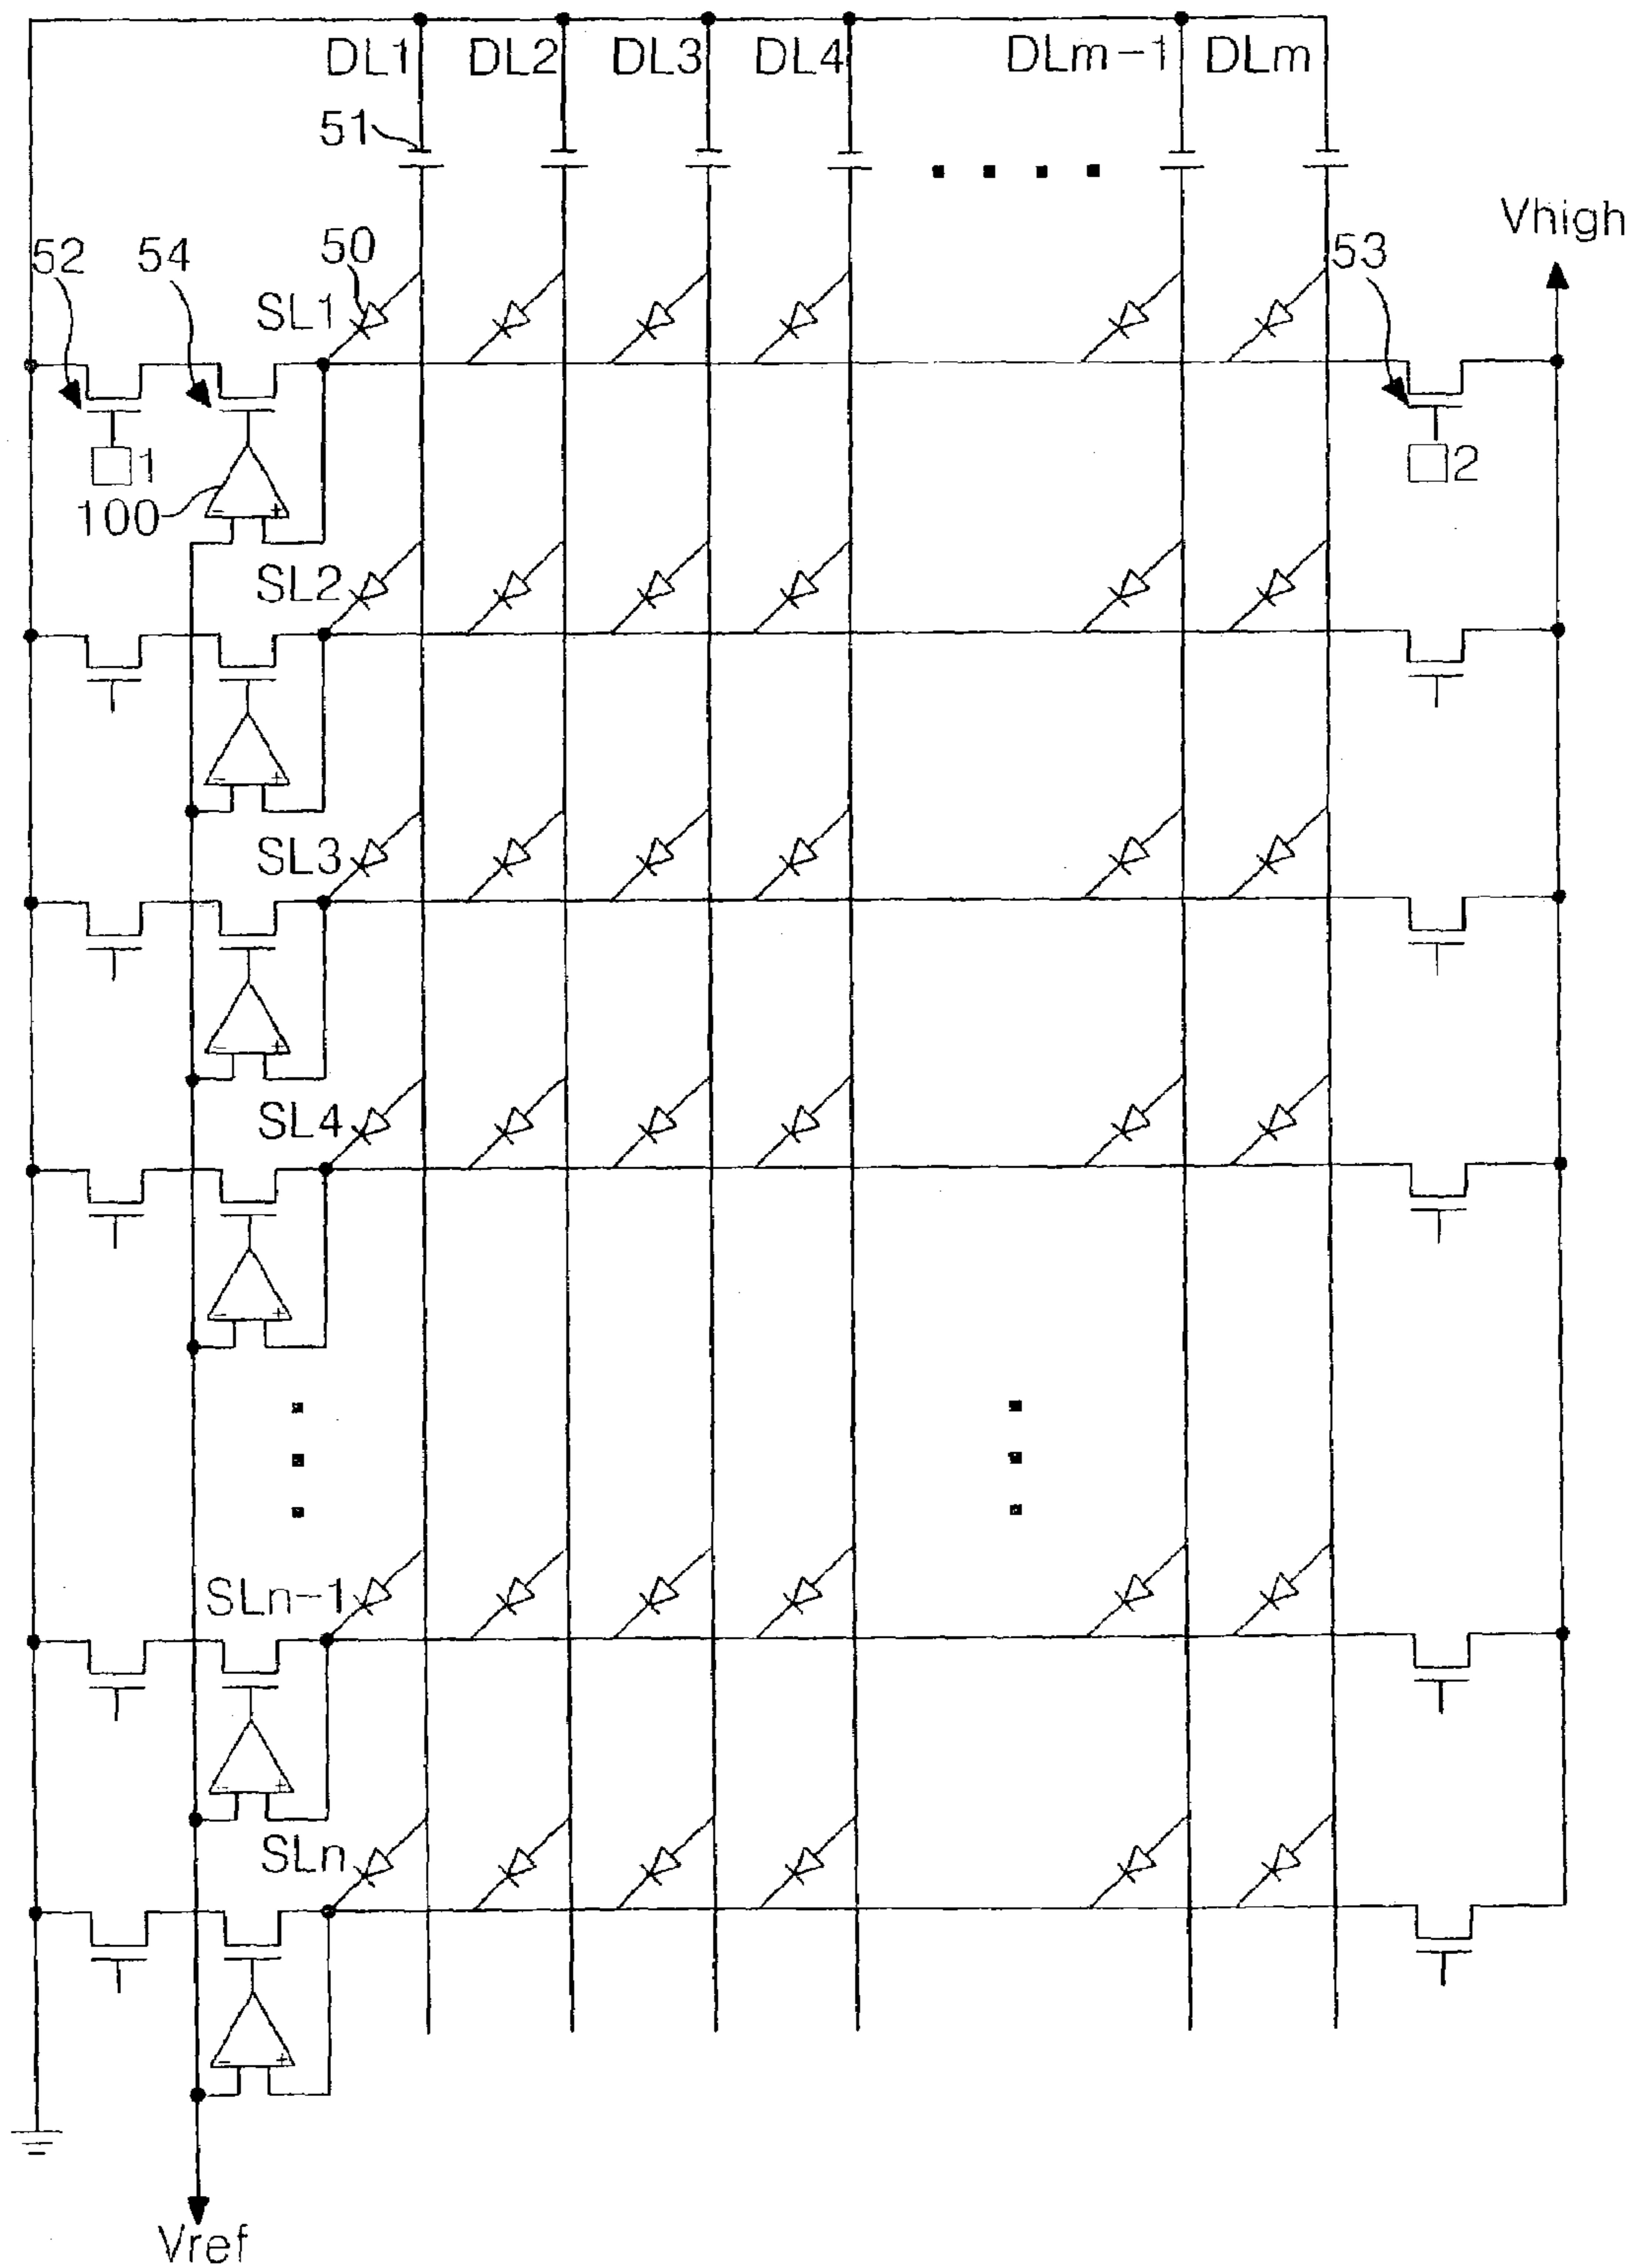 DL1 DL2 DL3 DL4 DLm-1 DLm
51
Vhigh
52 54 50 53
SL1
1 2
100
- +
SL2
- +
SL3
- +
SL4
- +
SLn-1
- +
SLn
- +
Vref